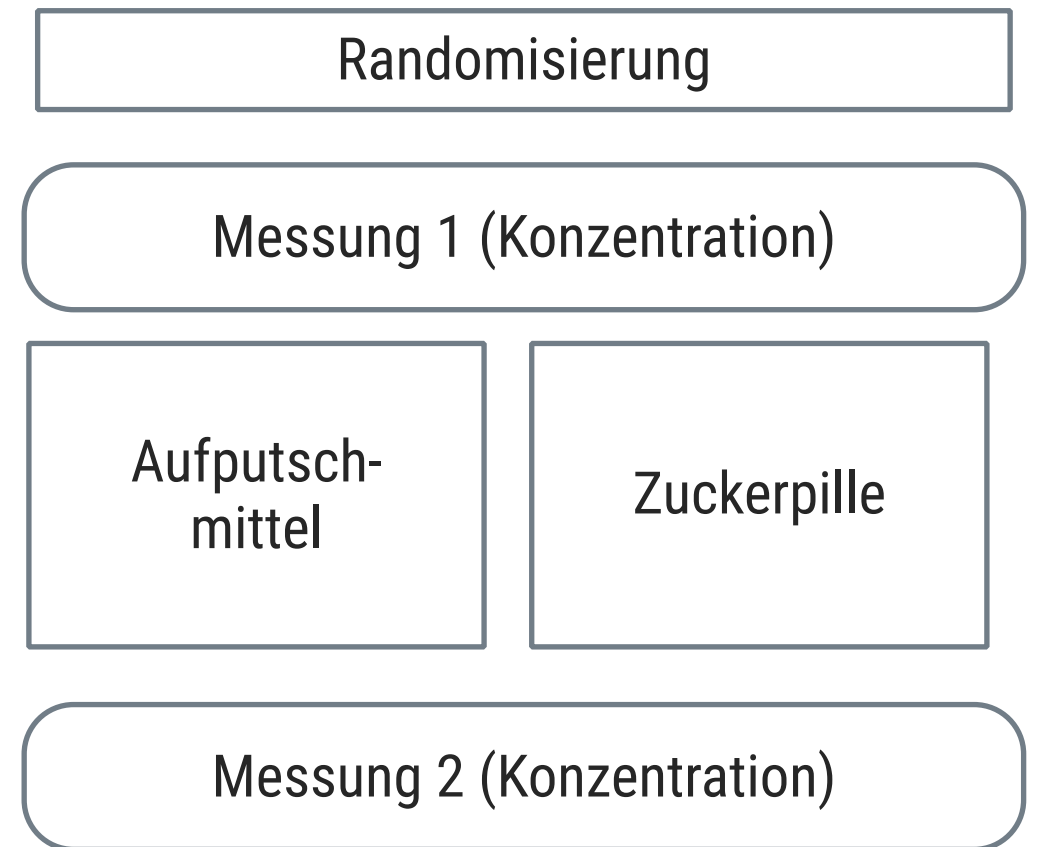 Randomisierung
Messung 1 (Konzentration)
Aufputsch-
mittel
Zuckerpille
Messung 2 (Konzentration)